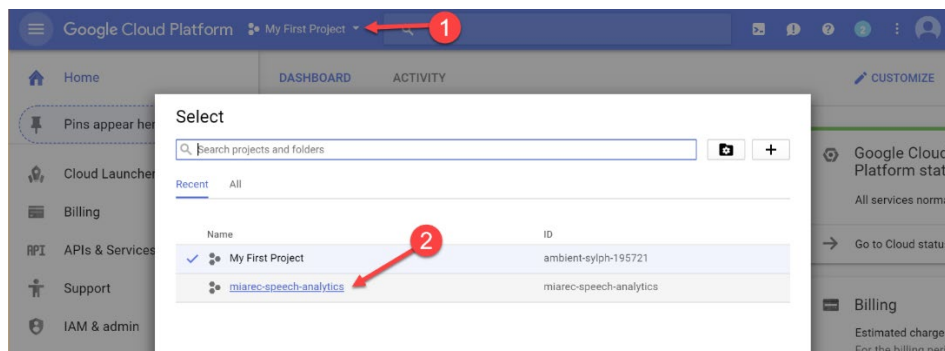 Google Cloud Platform My First Project 1
2
Home DASHBOARD ACTIVITY CUSTOMIZE
Pins appear her
Cloud Launcher
Billing
API APIs & Services
Support
IAM & admin
Select
Search projects and folders
Recent All
Name ID
2
My First Project ambient-sylph-195721
miarec-speech-analytics miarec-speech-analytics
Google Cloud
Platform stat
All services norma
Go to Cloud statu
Billing
Estimated charge
For the billing peri